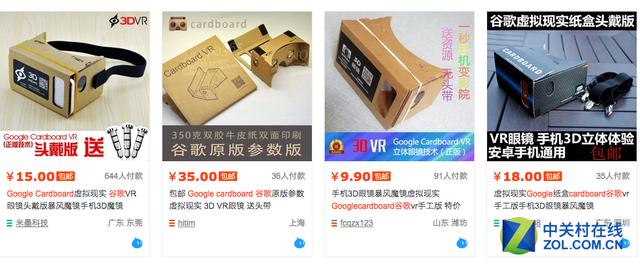 3DVR
3D
Google Cardboard VR
(正版技术)
头戴版 送
¥15.00 包邮 644人付款
Google Cardboard虚拟现实 谷歌VR
眼镜头戴版暴风魔镜手机3D魔镜
米墨科技 广东 东莞
cardboard
Cardboard VR
350克双胶牛皮纸双面印刷
谷歌原版参数版
¥35.00 包邮 36人付款
包邮 Google cardboard 谷歌原版参数
虚拟现实 3D VR眼镜 送头带
hitim 上海
一秒手机变影院
送资源 无头带
3D VR
3DVR Google Cardboard VR
立体眼镜技术(正版)
¥9.90 包邮 91人付款
手机3D眼镜暴风魔镜虚拟现实
Googlecardboard谷歌vr手工版 特价
fcqzx123 山东 潍坊
谷歌虚拟现实纸盒头戴版
CARDBOARD
VR眼镜 手机3D立体体验
安卓手机通用 包邮
¥18.00 包邮 35人付款
虚拟现实Google纸盒cardboard谷歌vr手
工版手机3D眼镜暴风魔镜
广东 深圳
Z 中关村在线
ZOL.COM.CN